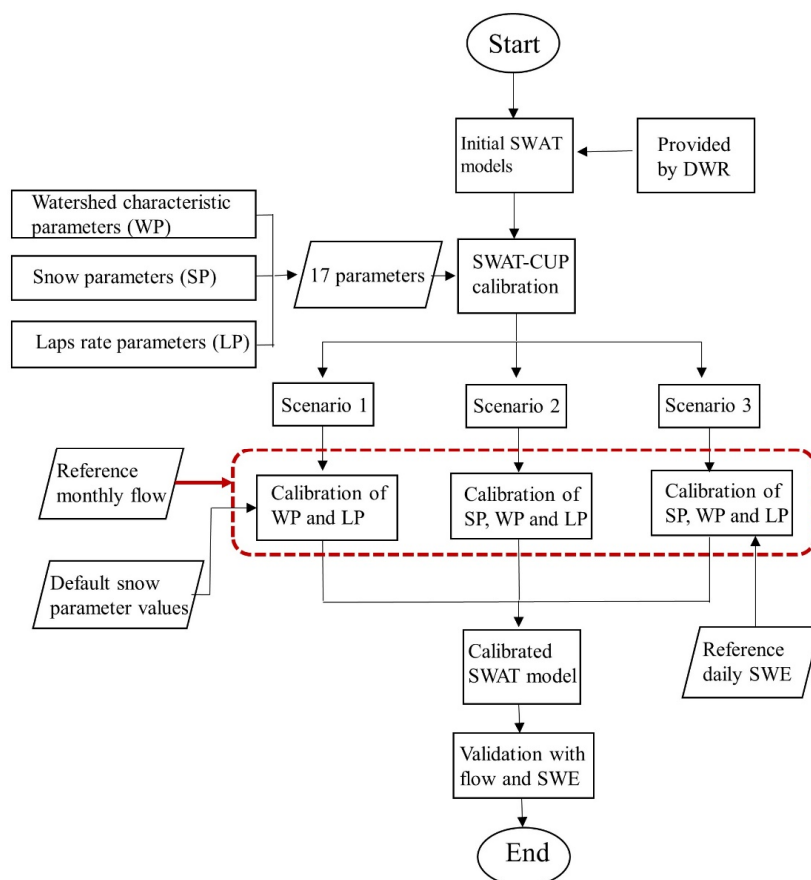 Start
Initial SWAT
models
Provided
by DWR
Watershed characteristic
parameters (WP)
Snow parameters (SP)
Laps rate parameters (LP)
17 parameters
SWAT-CUP
calibration
Scenario 1
Scenario 2
Scenario 3
Reference
monthly flow
Calibration of
WP and LP
Calibration of
SP, WP and LP
Calibration of
SP, WP and LP
Default snow
parameter values
Calibrated
SWAT model
Reference
daily SWE
Validation with
flow and SWE
End